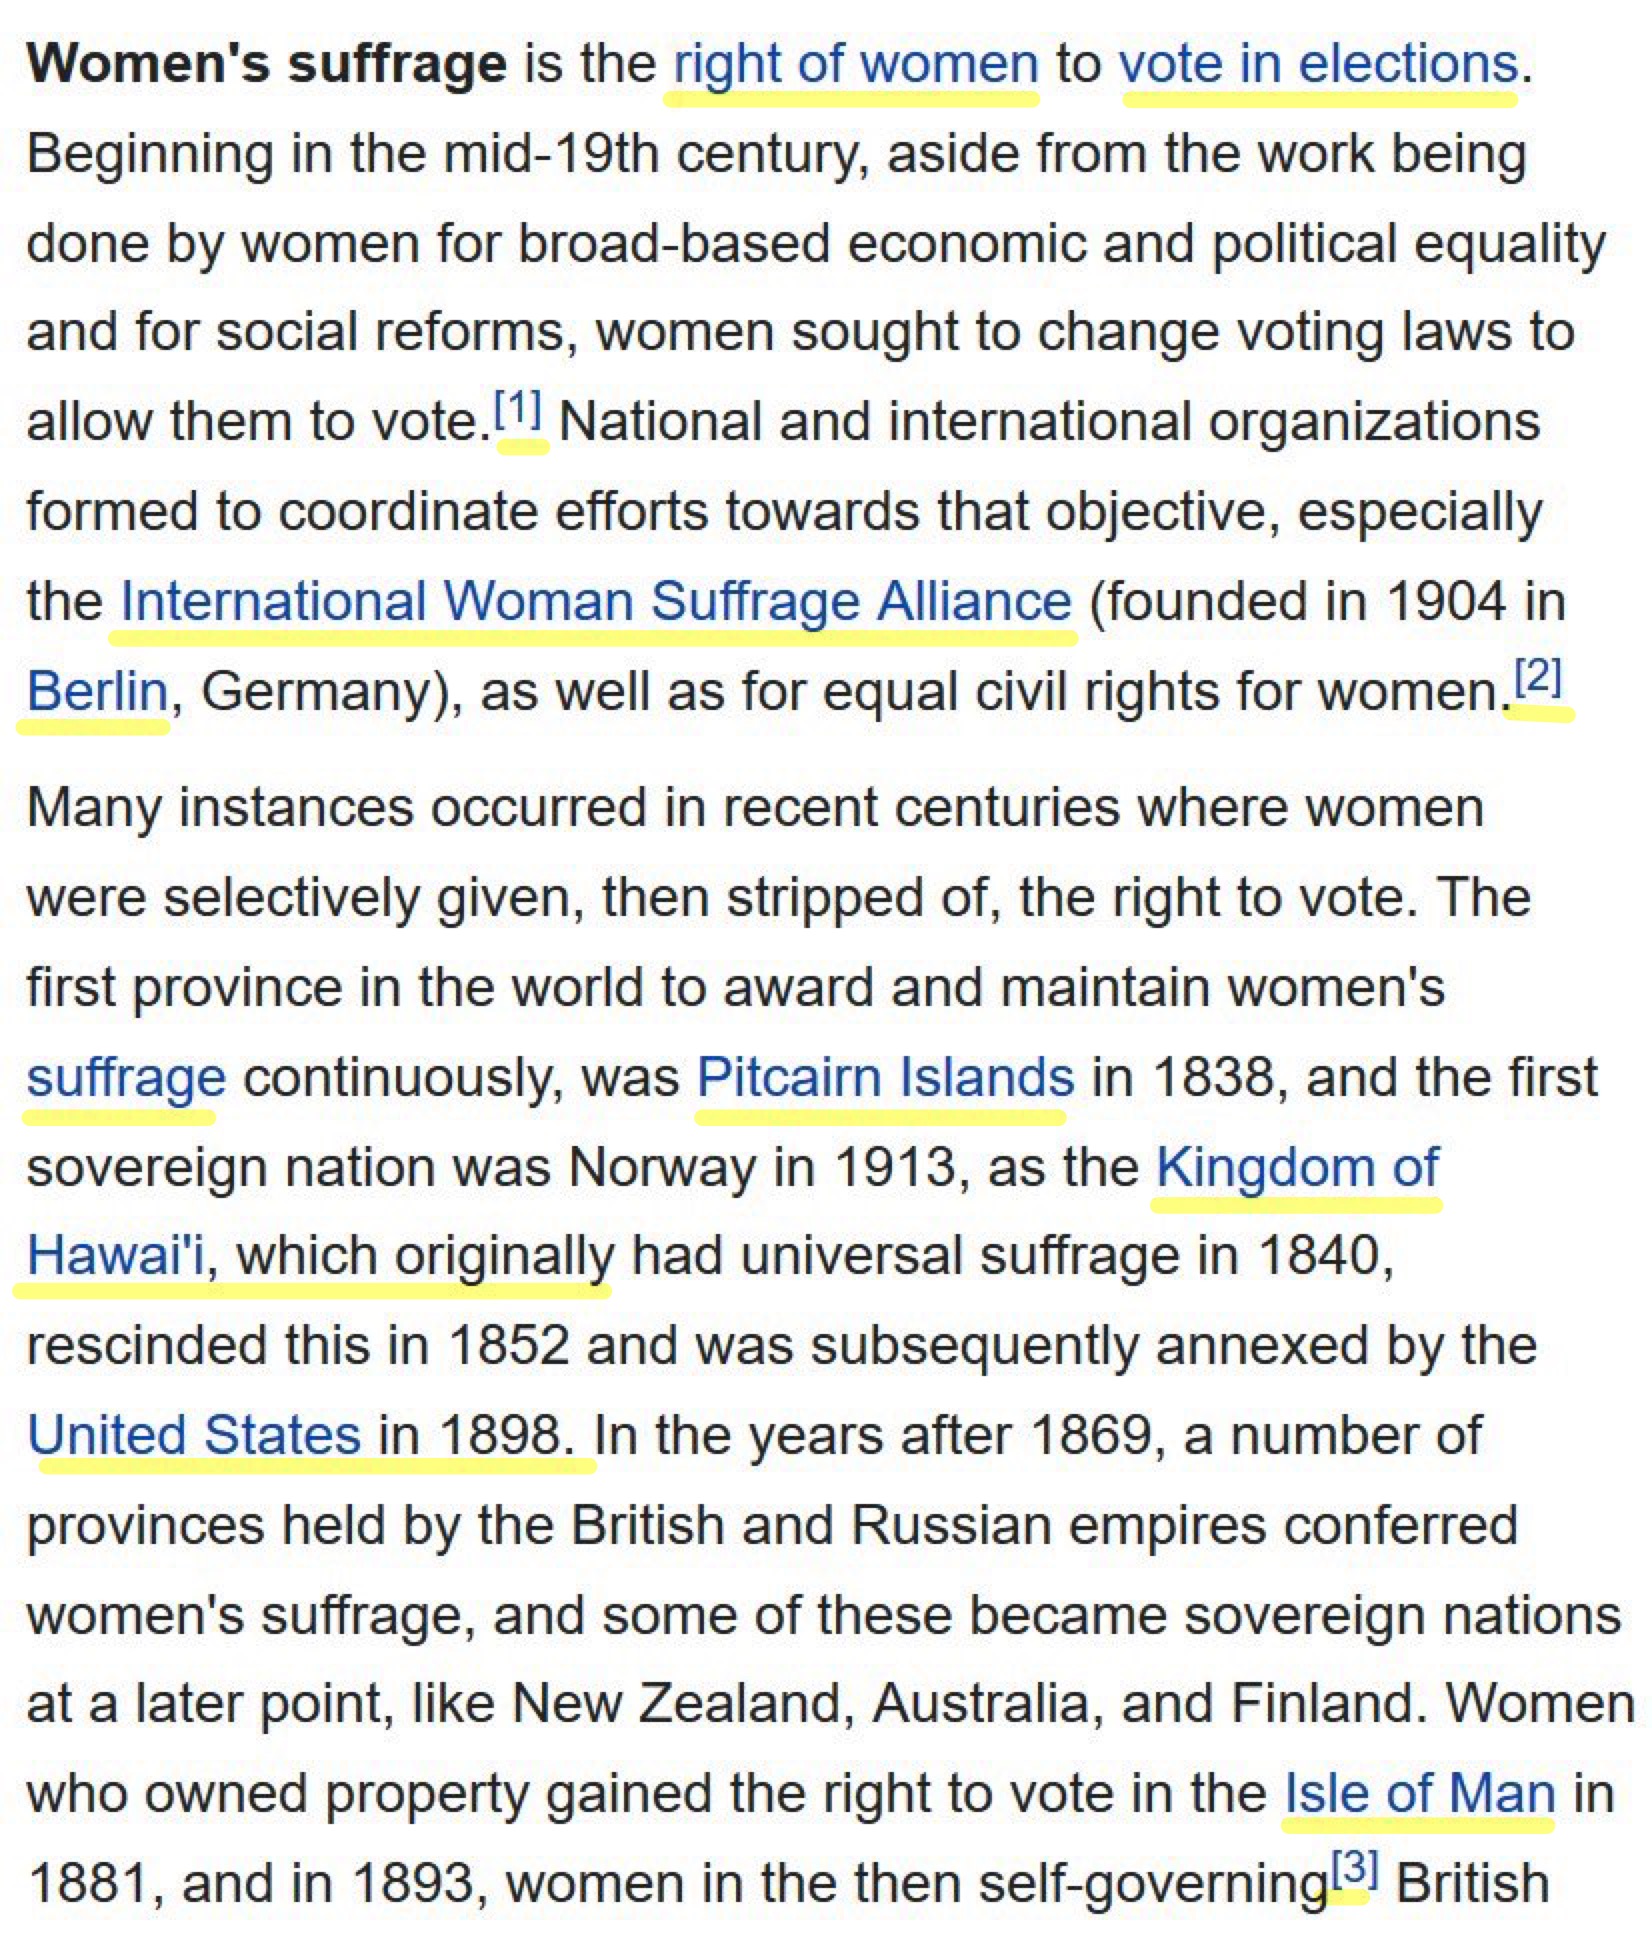 Women's suffrage is the right of women to vote in elections.
Beginning in the mid-19th century, aside from the work being
done by women for broad-based economic and political equality
and for social reforms, women sought to change voting laws to
allow them to vote.[1] National and international organizations
formed to coordinate efforts towards that objective, especially
the International Woman Suffrage Alliance (founded in 1904 in
Berlin, Germany), as well as for equal civil rights for women.[2]
Many instances occurred in recent centuries where women
were selectively given, then stripped of, the right to vote. The
first province in the world to award and maintain women's
suffrage continuously, was Pitcairn Islands in 1838, and the first
sovereign nation was Norway in 1913, as the Kingdom of
Hawai'i, which originally had universal suffrage in 1840,
rescinded this in 1852 and was subsequently annexed by the
United States in 1898. In the years after 1869, a number of
provinces held by the British and Russian empires conferred
women's suffrage, and some of these became sovereign nations
at a later point, like New Zealand, Australia, and Finland. Women
who owned property gained the right to vote in the Isle of Man in
1881, and in 1893, women in the then self-governing[3] British